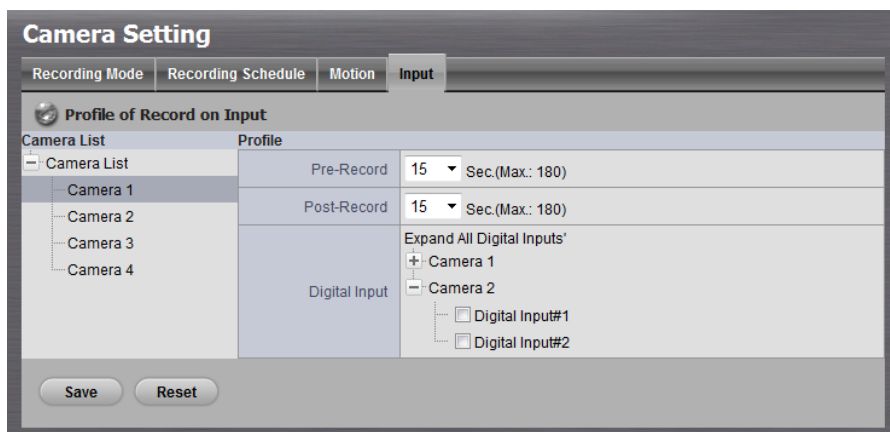 Camera Setting
Recording Mode Recording Schedule Motion Input
Profile of Record on Input
Camera List Profile
Camera List
Camera 1
Camera 2
Camera 3
Camera 4
Pre-Record 15 Sec.(Max.: 180)
Post-Record 15 Sec.(Max.: 180)
Digital Input
Expand All Digital Inputs'
Camera 1
Camera 2
Digital Input#1
Digital Input#2
Save Reset